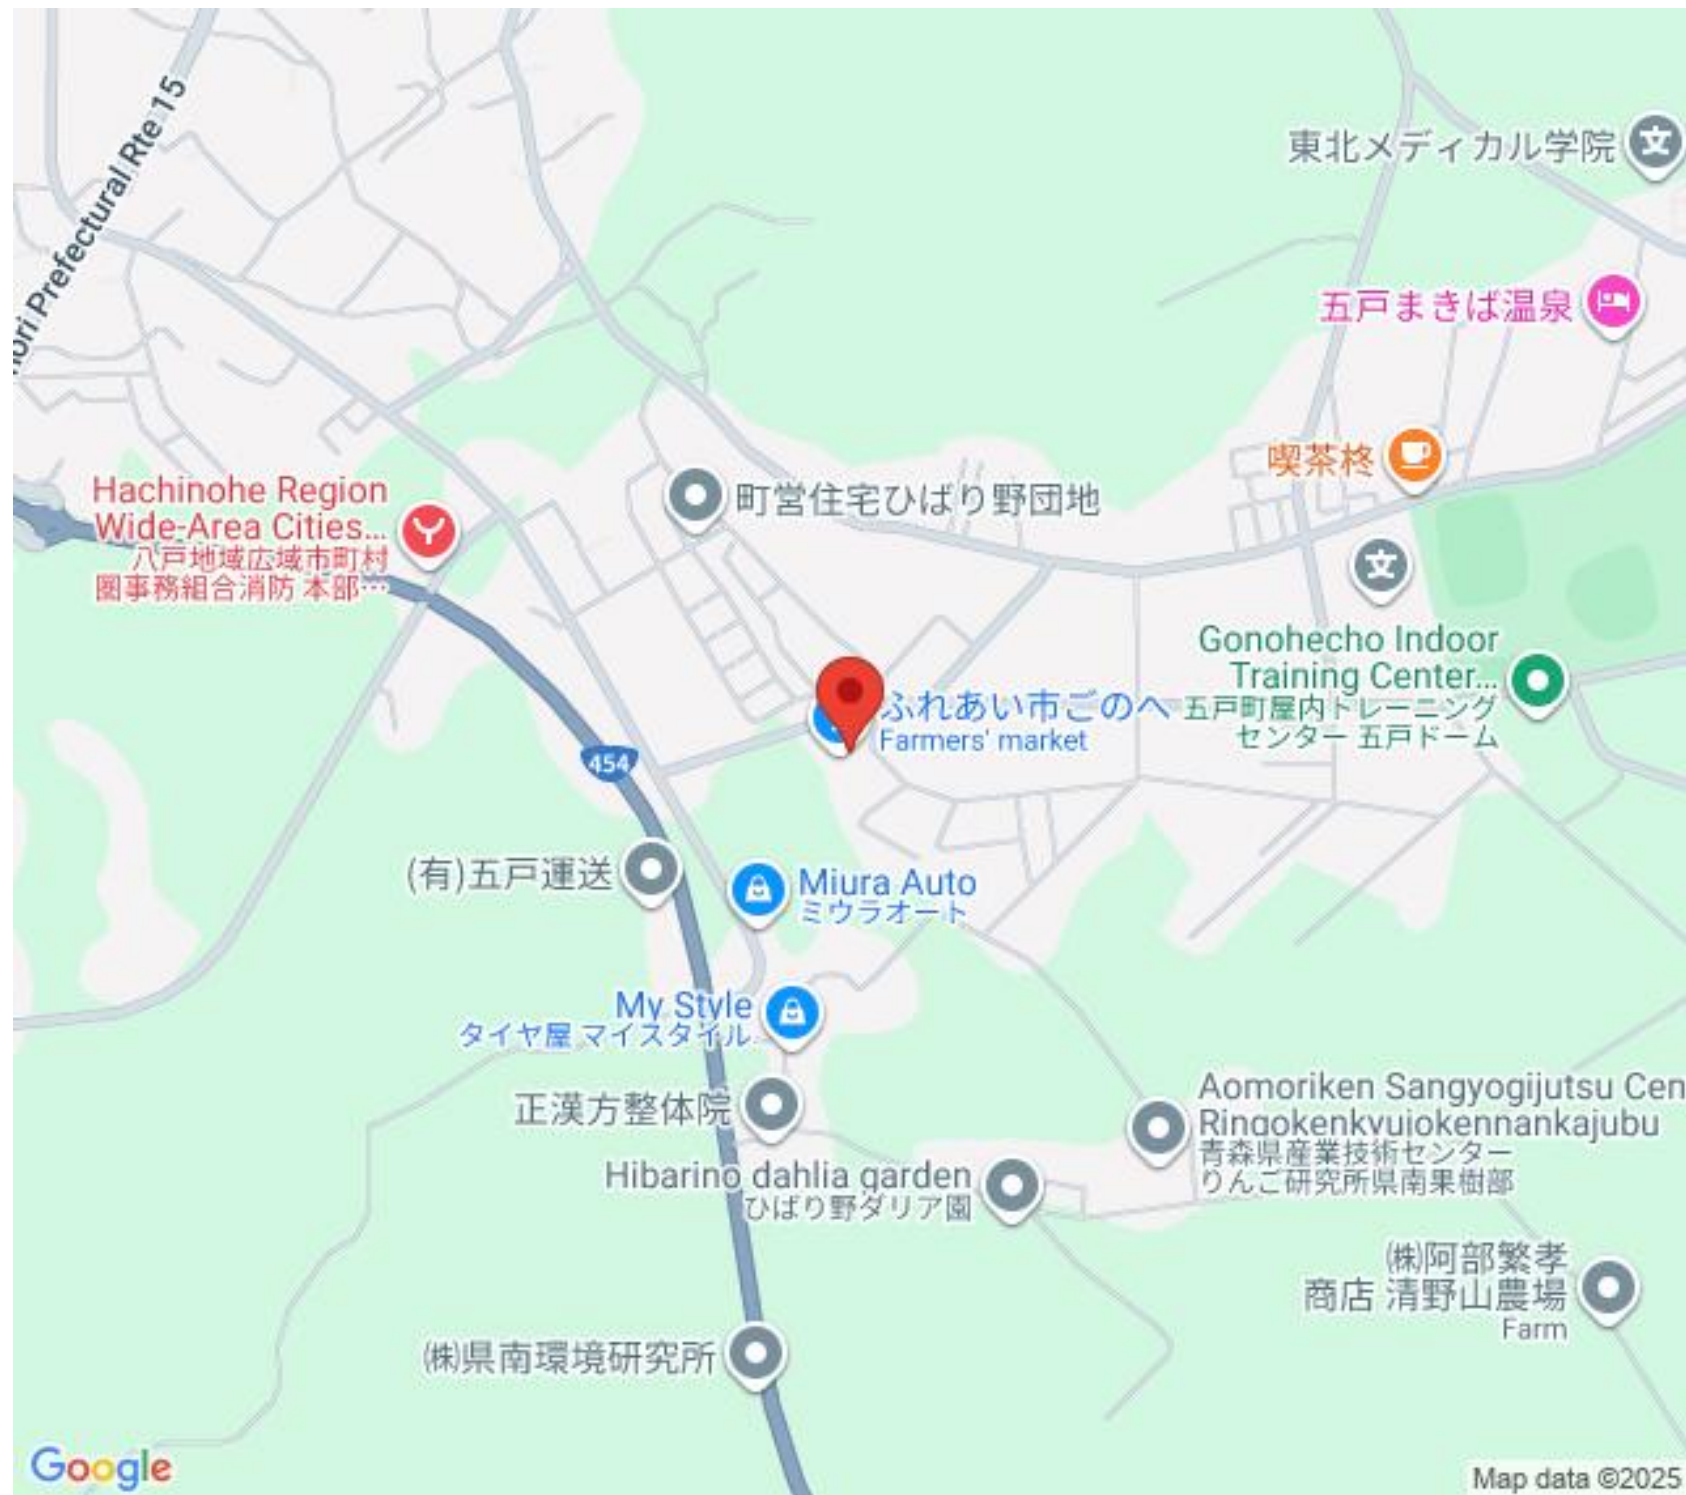 東北メディカル学院
文
ori Prefectural Rte 15
五戸まきば温泉
喫茶柊
Hachinohe Region
Wide-Area Cities...
八戸地域広域市町村
圏事務組合消防 本部…
町営住宅ひばり野団地
文
Gonohecho Indoor
Training Center...
五戸町屋内トレーニング
センター 五戸ドーム
ふれあい市ごのへ
Farmers' market
454
(有)五戸運送
Miura Auto
ミウラオート
My Style
タイヤ屋 マイスタイル
正漢方整体院
Aomoriken Sangyogijutsu Cen
Ringokenkyujokennankajubu
青森県産業技術センター
りんご研究所県南果樹部
Hibarino dahlia garden
ひばり野ダリア園
㈱阿部繁孝
商店 清野山農場
Farm
㈱県南環境研究所
Google
Map data ©2025